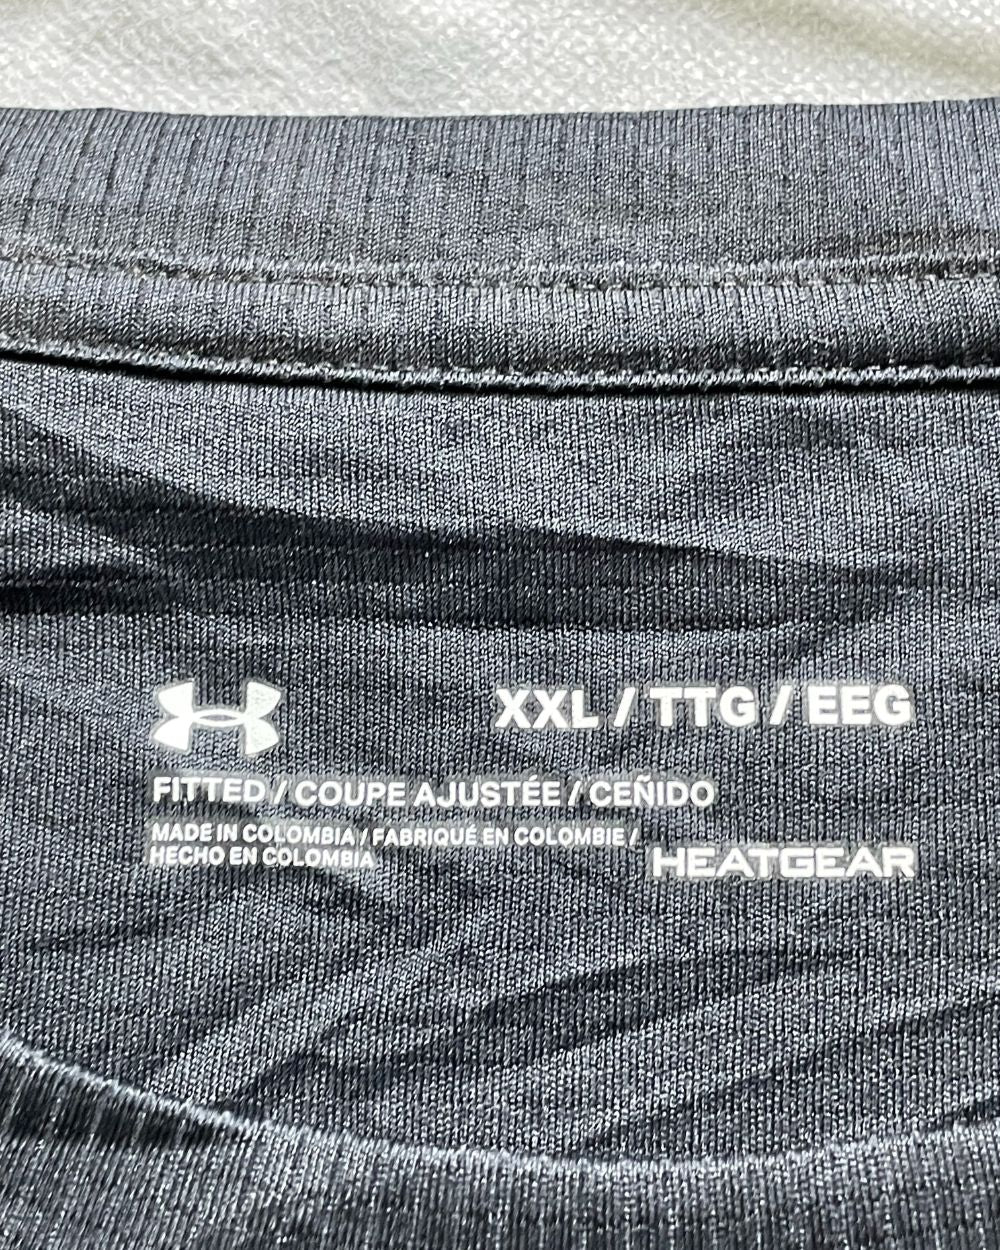 XXL / TTG / EEG
FITTED / COUPE AJUSTÉE / CEÑIDO
MADE IN COLOMBIA / FABRIQUÉ EN COLOMBIE /
HECHO EN COLOMBIA
HEATGEAR